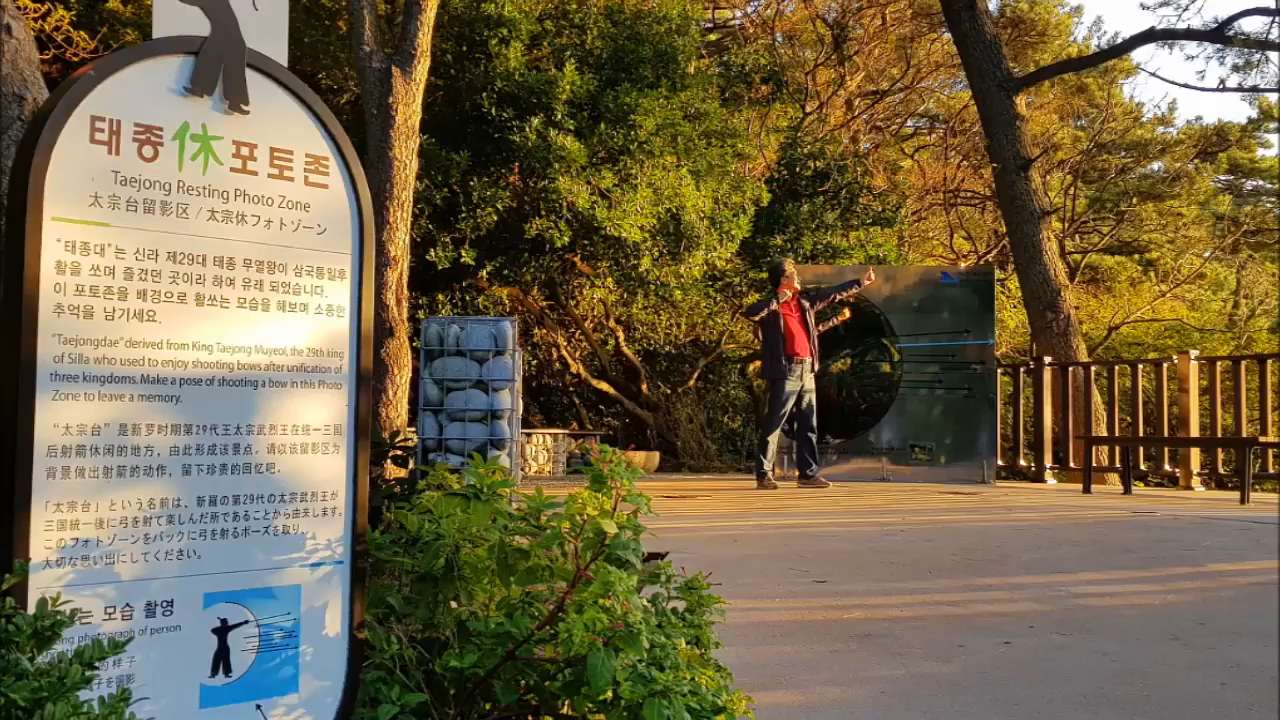 태종休포토존
Taejong Resting Photo Zone
太宗台留影区 / 太宗休フォトゾーン
"태종대"는 신라 제29대 태종 무열왕이 삼국통일후
활을 쏘며 즐겼던 곳이라 하여 유래 되었습니다.
이 포토존을 배경으로 활쏘는 모습을 해보며 소중한
추억을 남기세요.
"Taejongdae" derived from King Taejong Muyeol, the 29th king
of Silla who used to enjoy shooting bows after unification of
three kingdoms. Make a pose of shooting a bow in this Photo
Zone to leave a memory.
"太宗台" 是新罗时期第29代王太宗武烈王在统一三国
后射箭休闲的地方，由此形成该景点。请以该留影区为
背景做出射箭的动作，留下珍贵的回忆吧。
「太宗台」という名前は、新羅の第29代の太宗武烈王が
三国統一後に弓を射て楽しんだ所であることから由来します。
このフォトゾーンをバックに弓を射るポーズを取り、
大切な思い出にしてください。
는 모습 촬영
photograph of person
的样子
を撮影